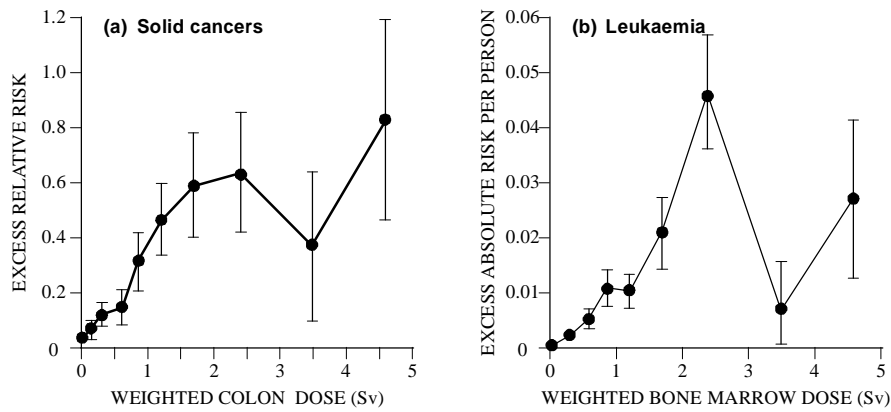 (a) Solid cancers
EXCESS RELATIVE RISK
1.2
1.0
0.8
0.6
0.4
0.2
0
0 1 2 3 4 5
WEIGHTED COLON DOSE (Sv)
(b) Leukaemia
EXCESS ABSOLUTE RISK PER PERSON
0.06
0.05
0.04
0.03
0.02
0.01
0
0 1 2 3 4 5
WEIGHTED BONE MARROW DOSE (Sv)